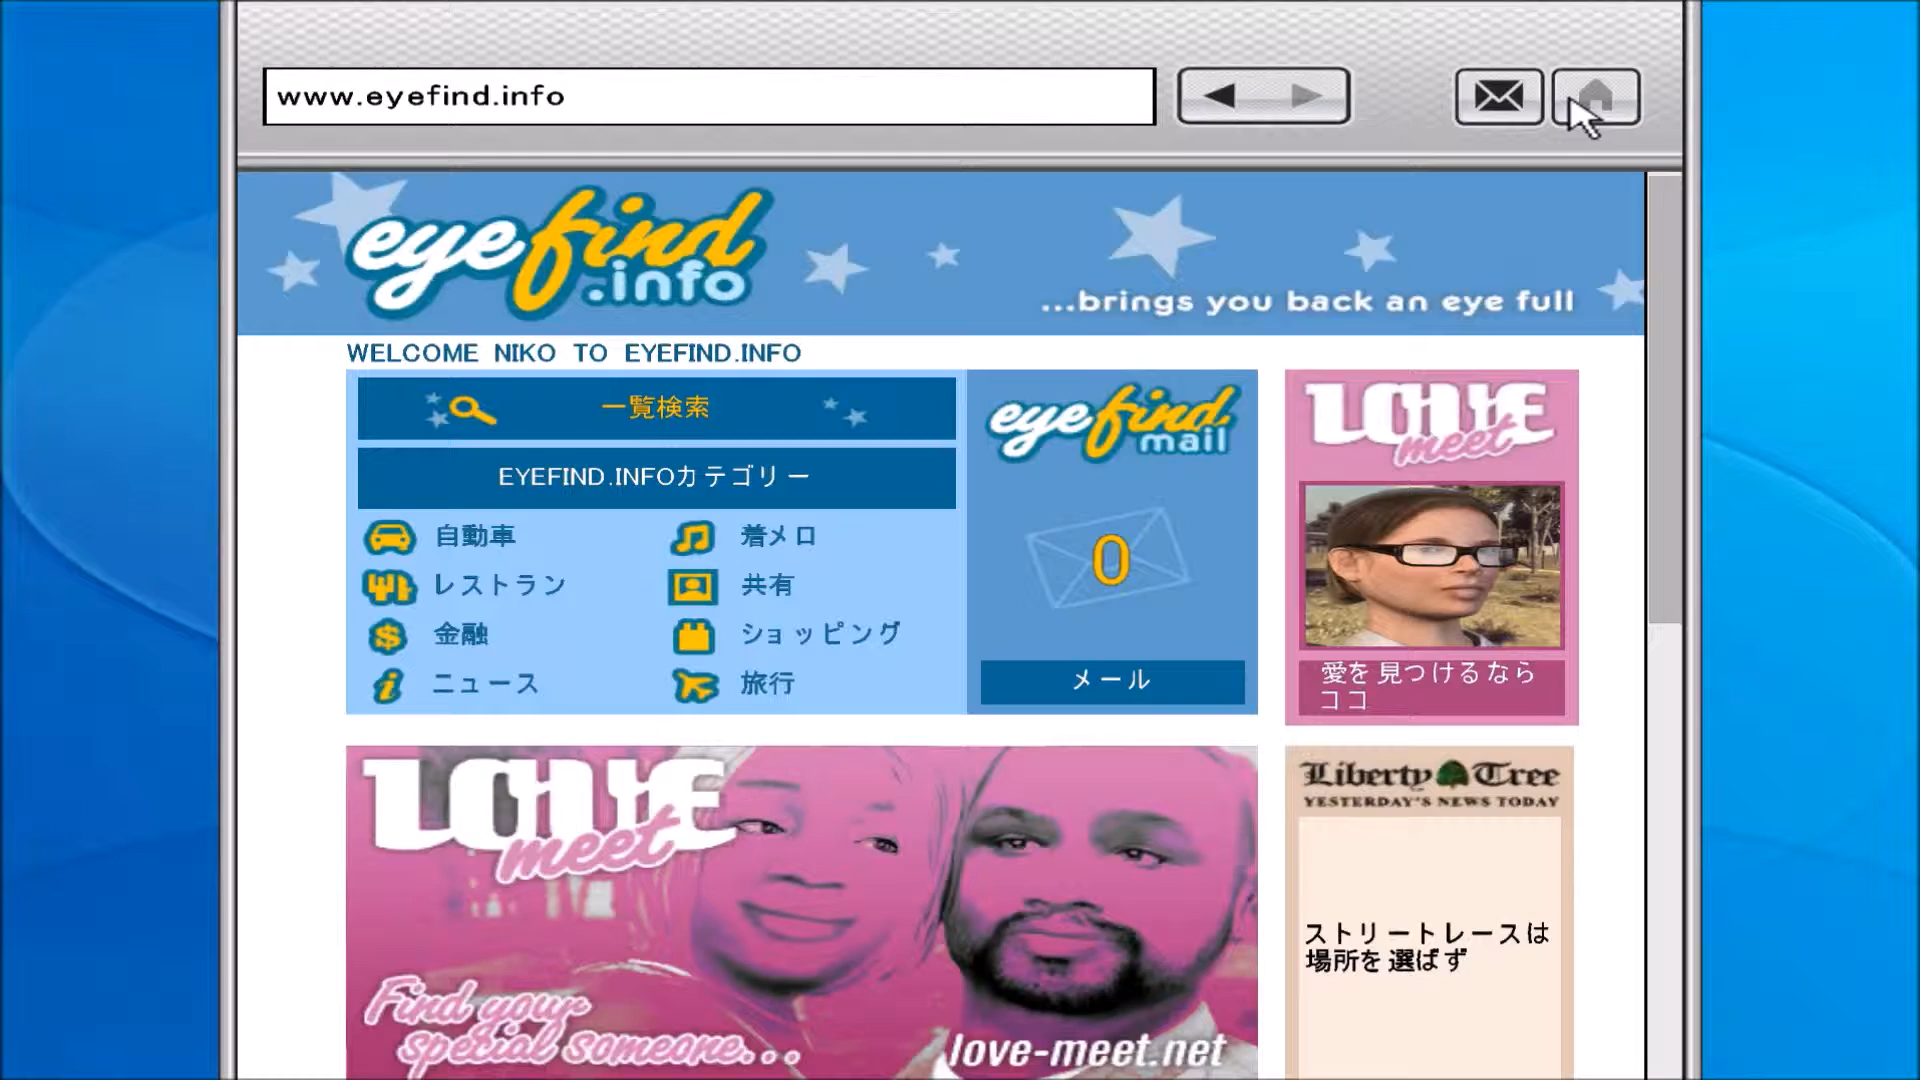 www.eyefind.info
eyefind
.info
...brings you back an eye full
WELCOME NIKO TO EYEFIND.INFO
一覧検索
EYEFIND.INFOカテゴリー
自動車
着メロ
レストラン
共有
金融
ショッピング
ニュース
旅行
eyefind
mail
0
メール
LOVE
meet
愛を見つけるなら
ココ
LOVE
meet
Find your
special someone...
love-meet.net
Liberty Tree
YESTERDAY'S NEWS TODAY
ストリートレースは
場所を選ばず